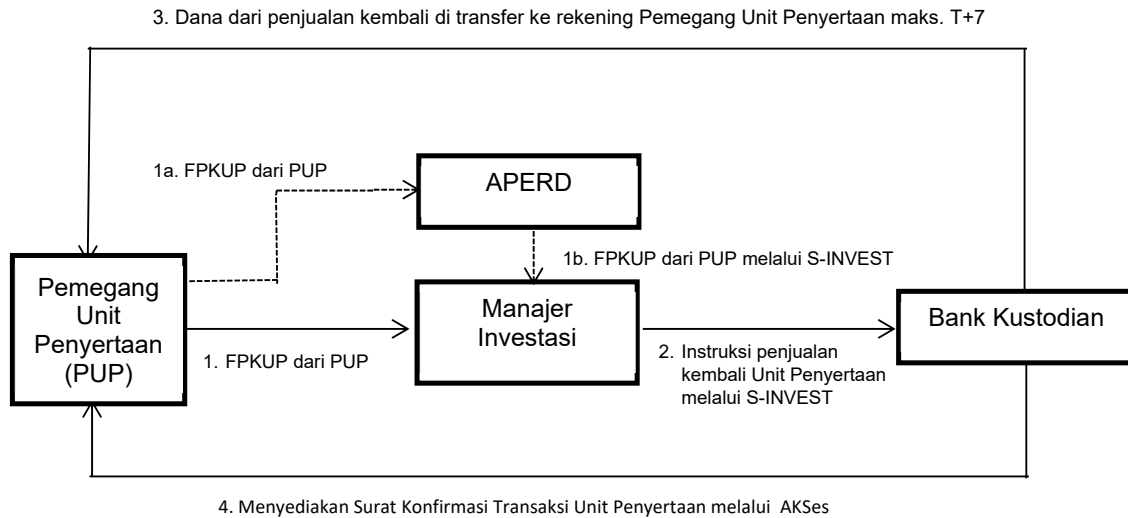 3. Dana dari penjualan kembali di transfer ke rekening Pemegang Unit Penyertaan maks. T+7
1a. FPKUP dari PUP
APERD
1b. FPKUP dari PUP melalui S-INVEST
Pemegang
Unit
Penyertaan
(PUP)
Manajer
Investasi
Bank Kustodian
1. FPKUP dari PUP
2. Instruksi penjualan
kembali Unit Penyertaan
melalui S-INVEST
4. Menyediakan Surat Konfirmasi Transaksi Unit Penyertaan melalui AKSes